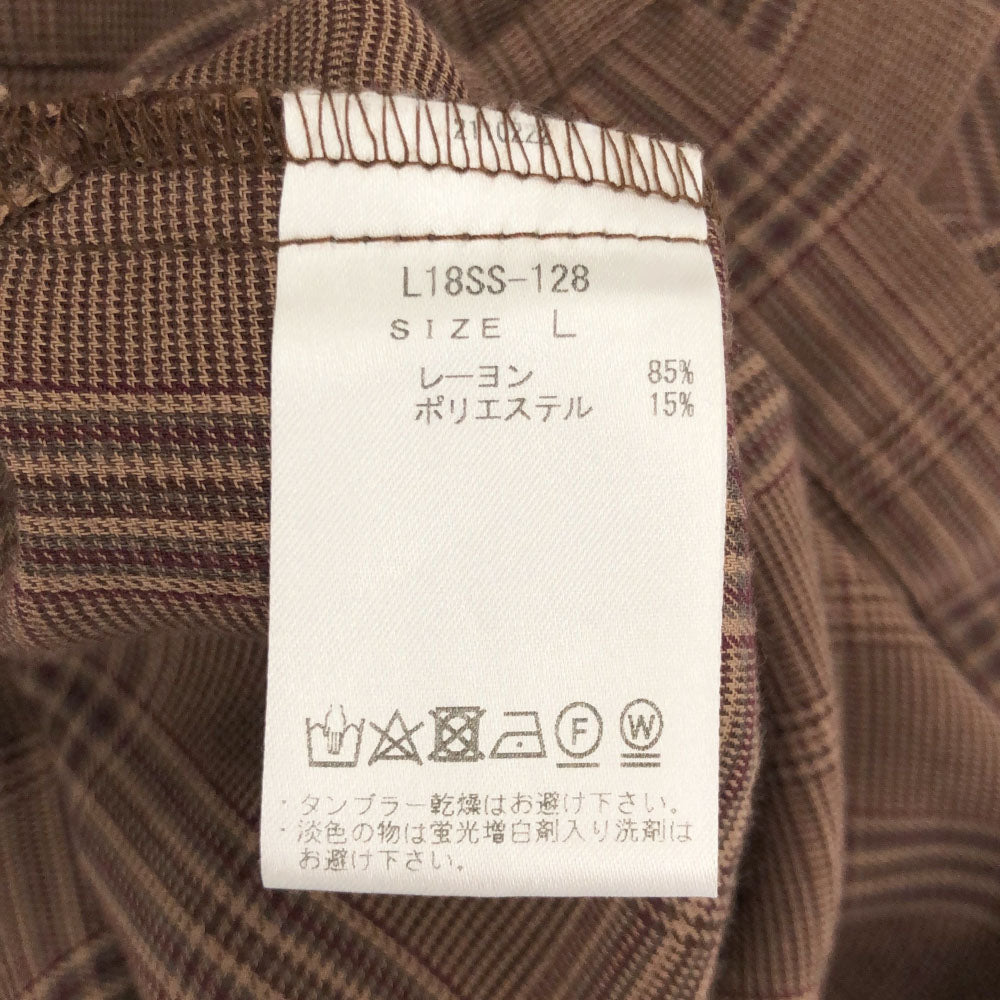 L18SS-128
SIZE L
レーヨン 85%
ポリエステル 15%
F W
・タンブラー乾燥はお避け下さい。
・淡色の物は蛍光増白剤入り洗剤は
お避け下さい。